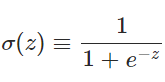 σ(z) ≡ 1 / (1 + e^{-z})